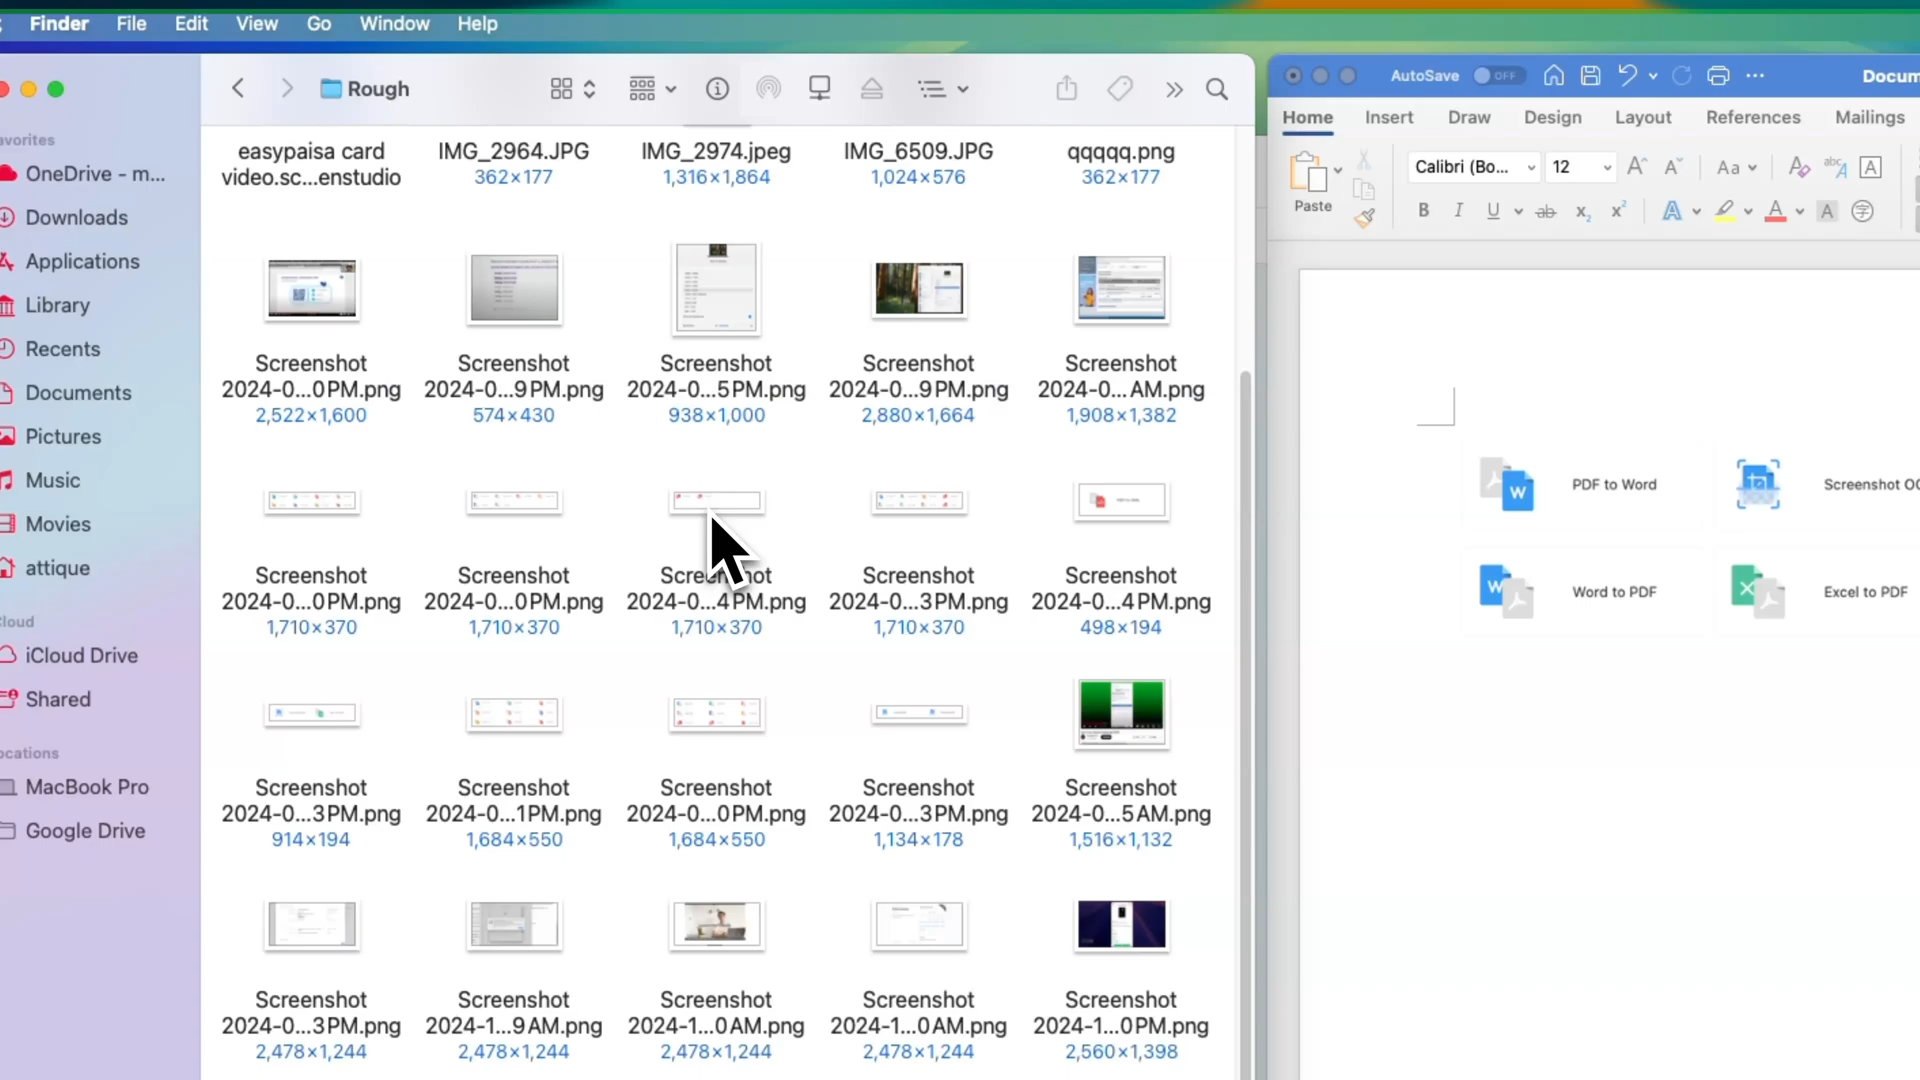 Finder File Edit View Go Window Help
Rough
AutoSave OFF
Docum
Home Insert Draw Design Layout References Mailings
Paste
Calibri (Bo... 12
Aa
B I U ab x₂ x²
avorites
OneDrive - m...
Downloads
Applications
Library
Recents
Documents
Pictures
Music
Movies
attique
Cloud
iCloud Drive
Shared
ocations
MacBook Pro
Google Drive
easypaisa card IMG_2964.JPG IMG_2974.jpeg IMG_6509.JPG qqqqq.png
video.sc...enstudio 362×177 1,316×1,864 1,024×576 362×177
Screenshot Screenshot Screenshot Screenshot Screenshot
2024-0...0PM.png 2024-0...9PM.png 2024-0...5PM.png 2024-0...9PM.png 2024-0... AM.png
2,522×1,600 574×430 938×1,000 2,880×1,664 1,908×1,382
Screenshot Screenshot Screenshot Screenshot Screenshot
2024-0...0PM.png 2024-0...0PM.png 2024-0...4PM.png 2024-0...3PM.png 2024-0...4PM.png
1,710×370 1,710×370 1,710×370 1,710×370 498×194
Screenshot Screenshot Screenshot Screenshot Screenshot
2024-0...3PM.png 2024-0...1PM.png 2024-0...0PM.png 2024-0...3PM.png 2024-0...5AM.png
914×194 1,684×550 1,684×550 1,134×178 1,516×1,132
Screenshot Screenshot Screenshot Screenshot Screenshot
2024-0...3PM.png 2024-1...9AM.png 2024-1...0AM.png 2024-1...0AM.png 2024-1...0PM.png
2,478×1,244 2,478×1,244 2,478×1,244 2,478×1,244 2,560×1,398
PDF to Word Screenshot OC
Word to PDF Excel to PDF